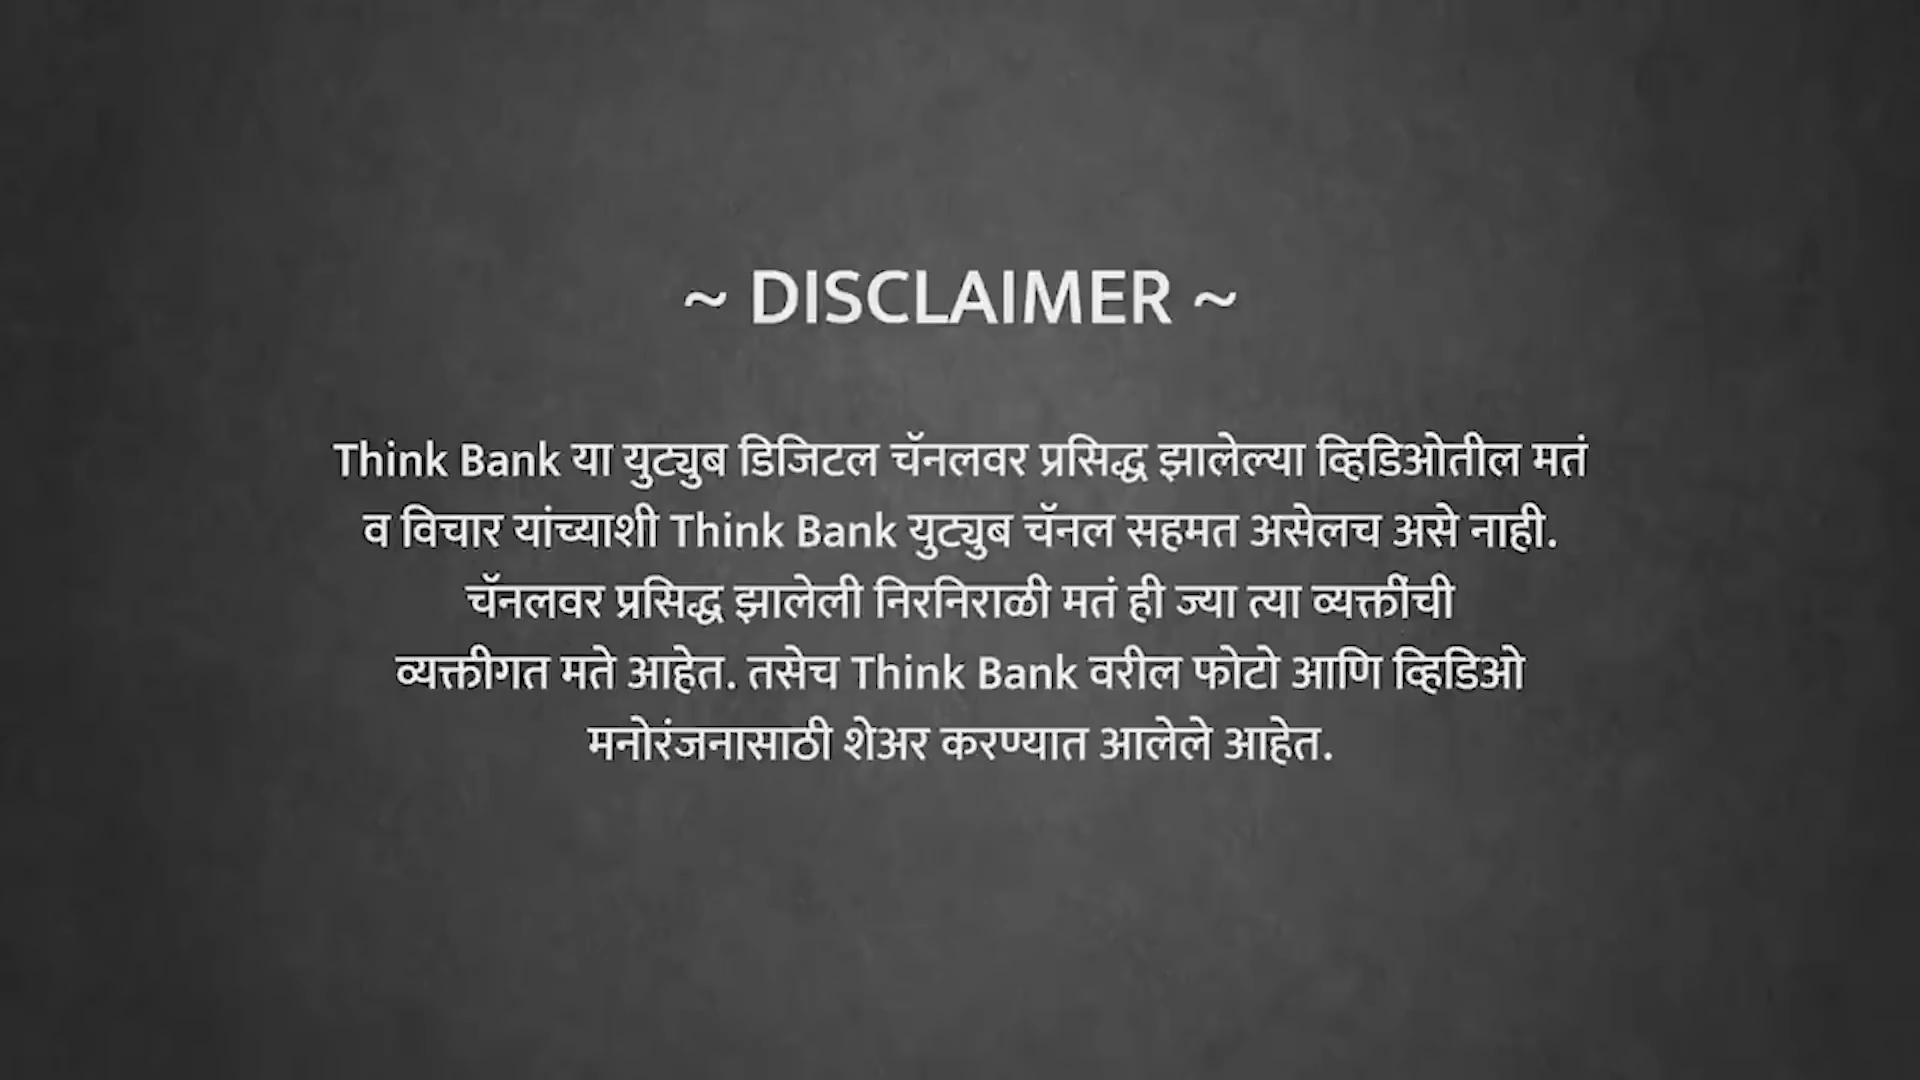 ~ DISCLAIMER ~
Think Bank या युट्युब डिजिटल चॅनलवर प्रसिद्ध झालेल्या व्हिडिओतील मतं
व विचार यांच्याशी Think Bank युट्युब चॅनल सहमत असेलच असे नाही.
चॅनलवर प्रसिद्ध झालेली निरनिराळी मतं ही ज्या त्या व्यक्तींची
व्यक्तीगत मते आहेत. तसेच Think Bank वरील फोटो आणि व्हिडिओ
मनोरंजनासाठी शेअर करण्यात आलेले आहेत.